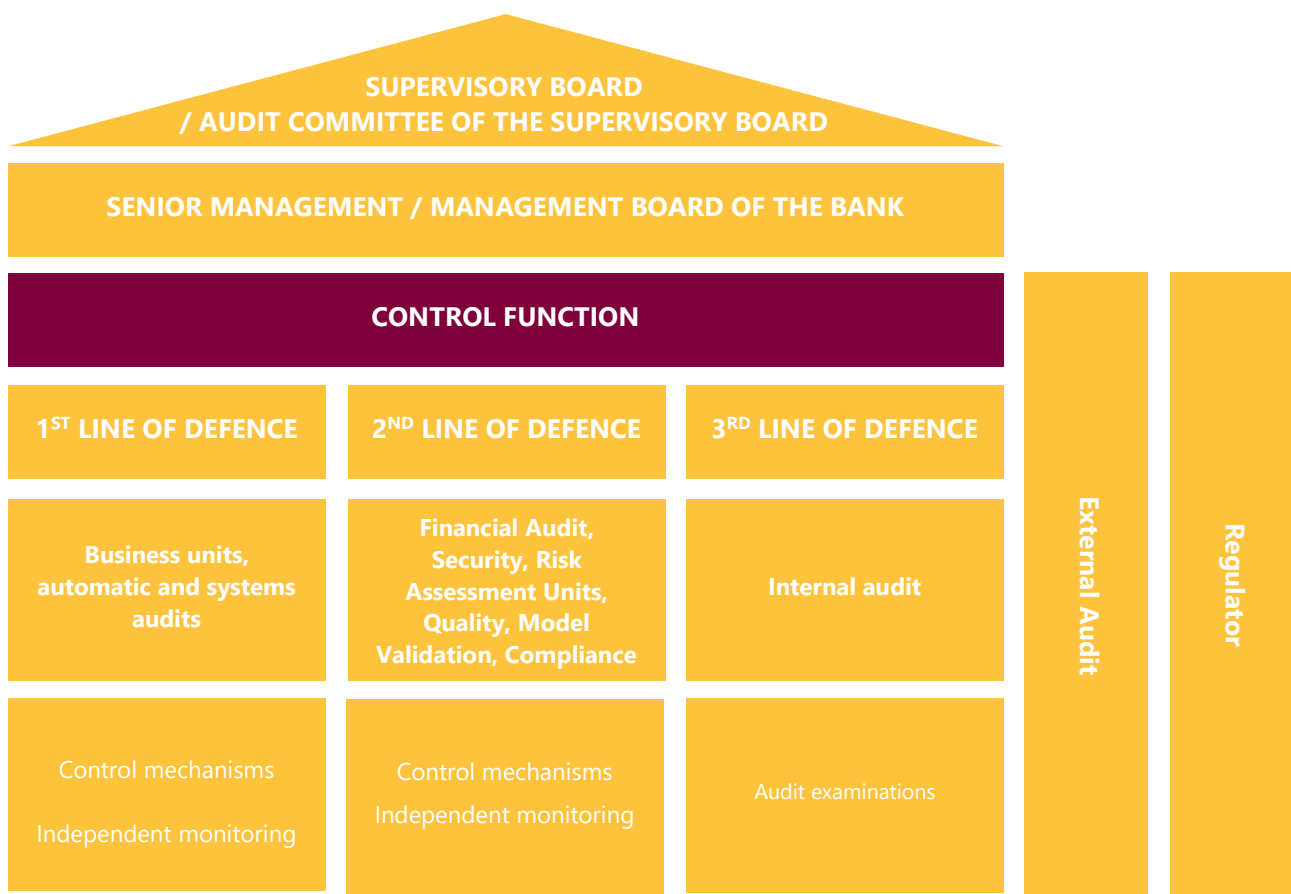 SUPERVISORY BOARD
/ AUDIT COMMITTEE OF THE SUPERVISORY BOARD
SENIOR MANAGEMENT / MANAGEMENT BOARD OF THE BANK
CONTROL FUNCTION
1ST LINE OF DEFENCE
2ND LINE OF DEFENCE
3RD LINE OF DEFENCE
Business units,
automatic and systems
audits
Financial Audit,
Security, Risk
Assessment Units,
Quality, Model
Validation, Compliance
Internal audit
Control mechanisms
Independent monitoring
Control mechanisms
Independent monitoring
Audit examinations
External Audit
Regulator